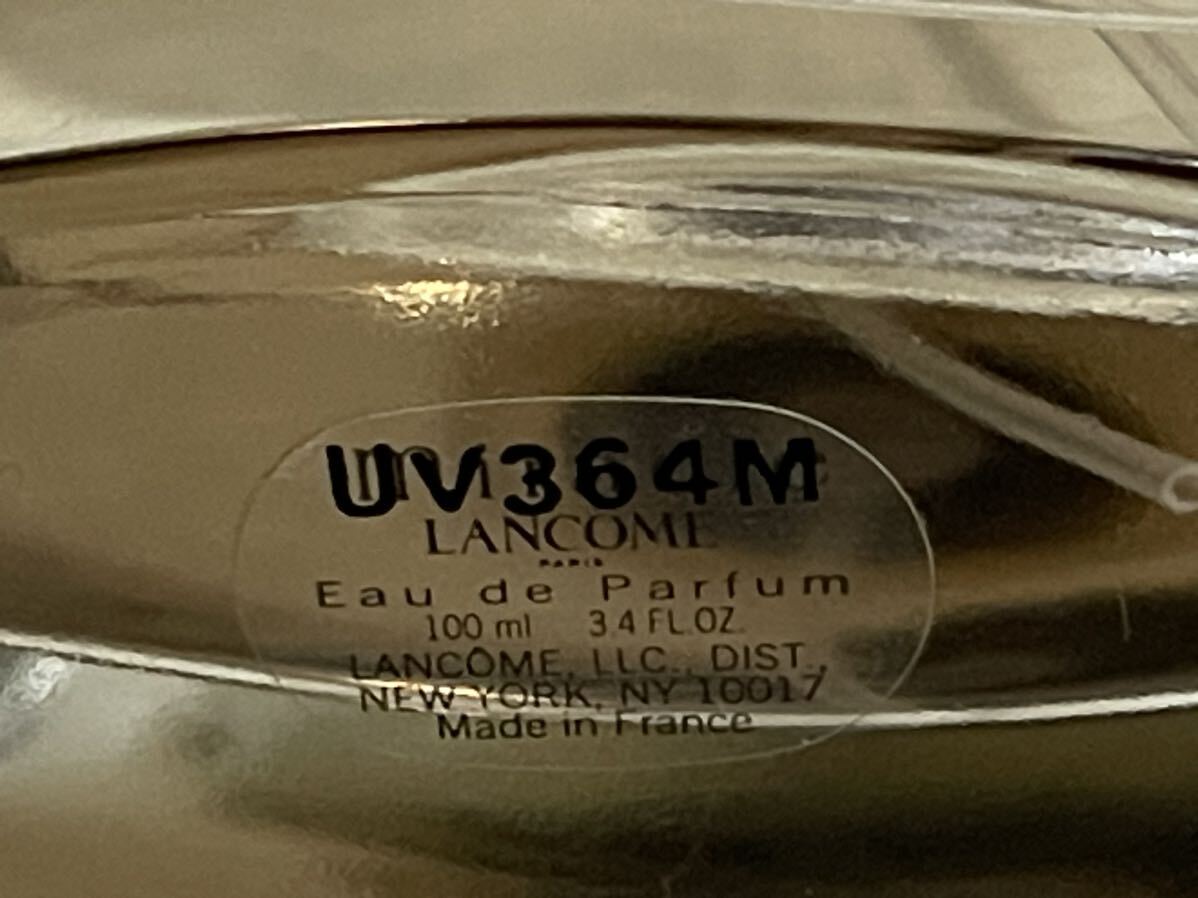 UV364M
LANCOME
PARIS
Eau de Parfum
100 ml 3.4 FL.OZ.
LANCÔME, LLC., DIST.,
NEW YORK, NY 10017
Made in France